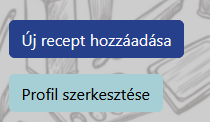 Új recept hozzáadása
Profil szerkesztése